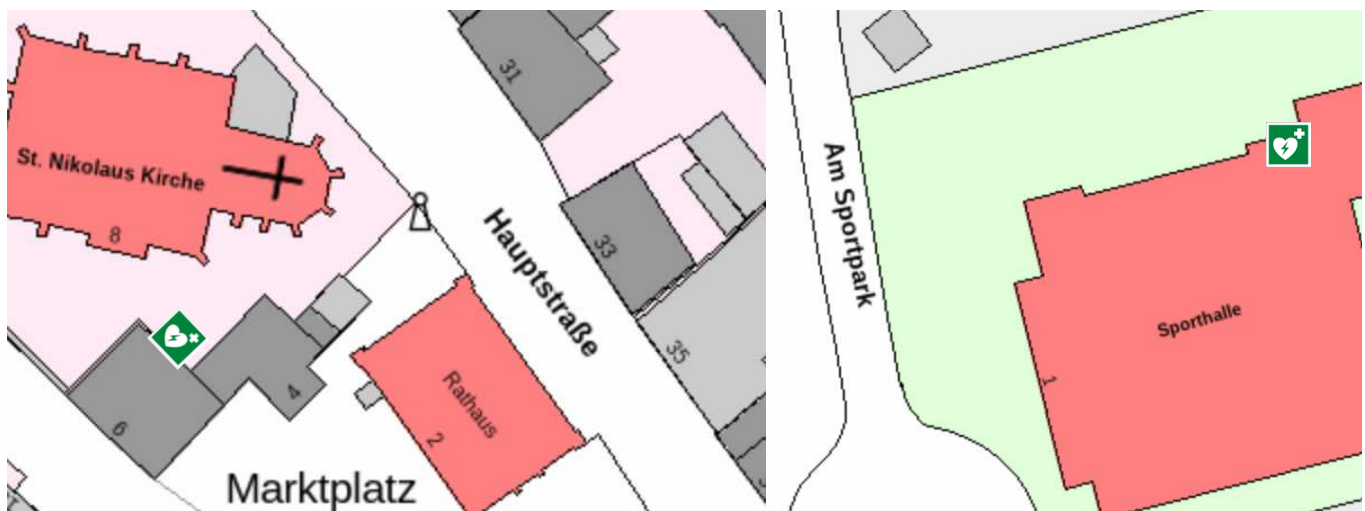 St. Nikolaus Kirche
8
31
33
35
Hauptstraße
6
4
Rathaus
2
Marktplatz
Am Sportpark
Sporthalle
1